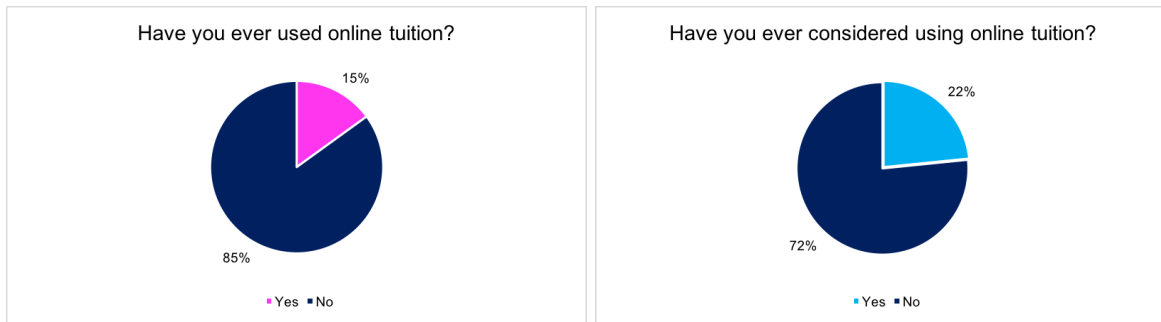 Have you ever used online tuition?
15%
85%
Yes No
Have you ever considered using online tuition?
22%
72%
Yes No